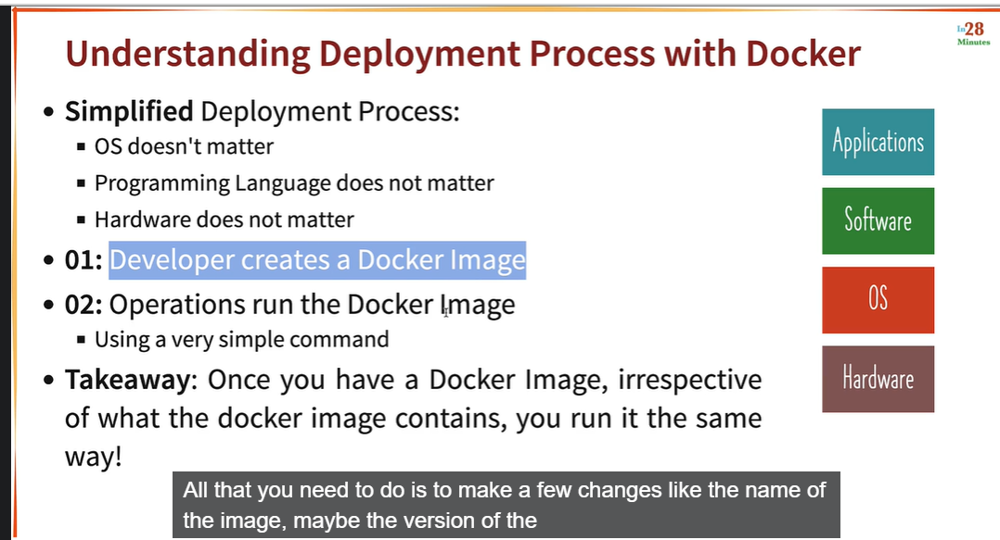 In28
Minutes
Understanding Deployment Process with Docker
• Simplified Deployment Process:
▪ OS doesn't matter
▪ Programming Language does not matter
▪ Hardware does not matter
• 01: Developer creates a Docker Image
• 02: Operations run the Docker Image
▪ Using a very simple command
• Takeaway: Once you have a Docker Image, irrespective
of what the docker image contains, you run it the same
way!
Applications
Software
OS
Hardware
All that you need to do is to make a few changes like the name of
the image, maybe the version of the